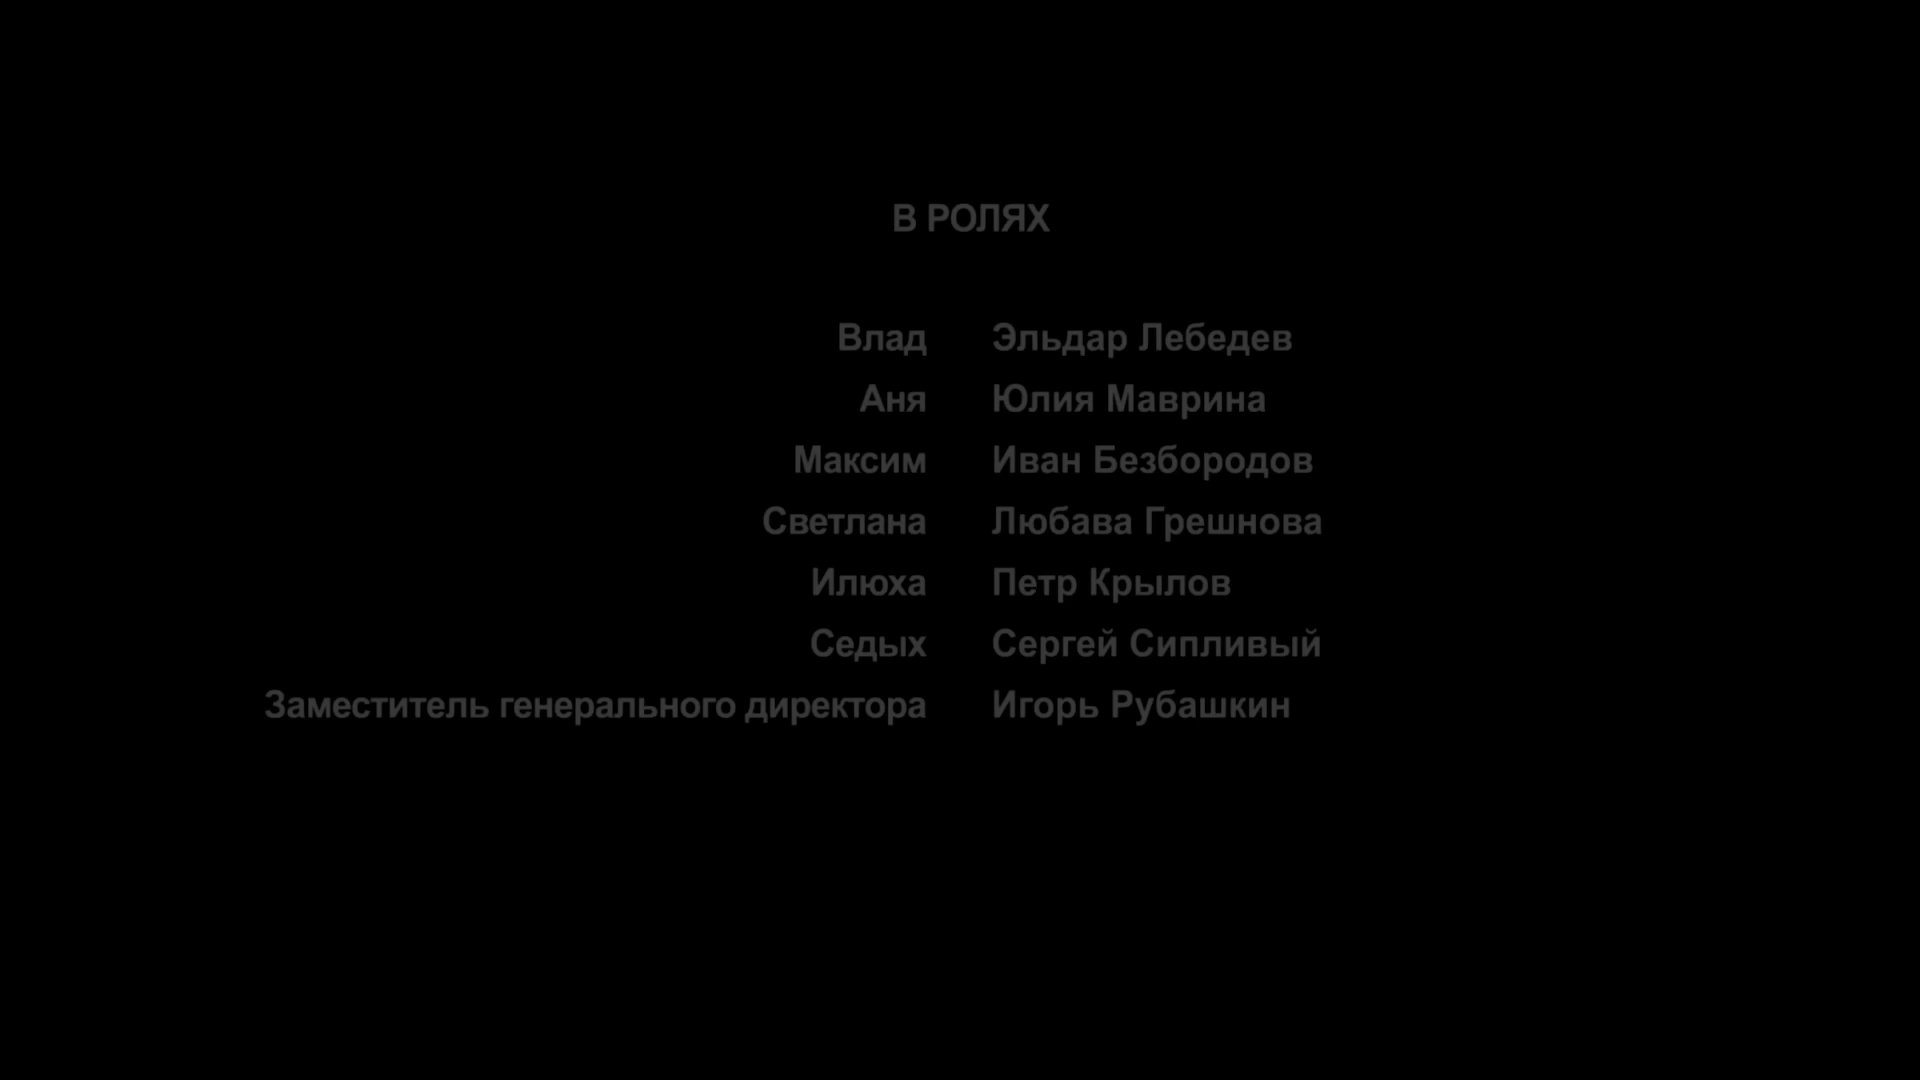 В РОЛЯХ
Влад Эльдар Лебедев
Аня Юлия Маврина
Максим Иван Безбородов
Светлана Любава Грешнова
Илюха Петр Крылов
Седых Сергей Сипливый
Заместитель генерального директора Игорь Рубашкин